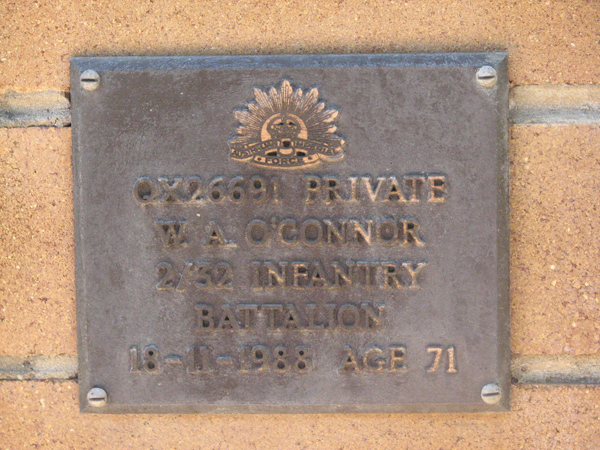 QX26691 PRIVATE
W. A. O'CONNOR
2/32 INFANTRY
BATTALION
18-11-1988 AGE 71